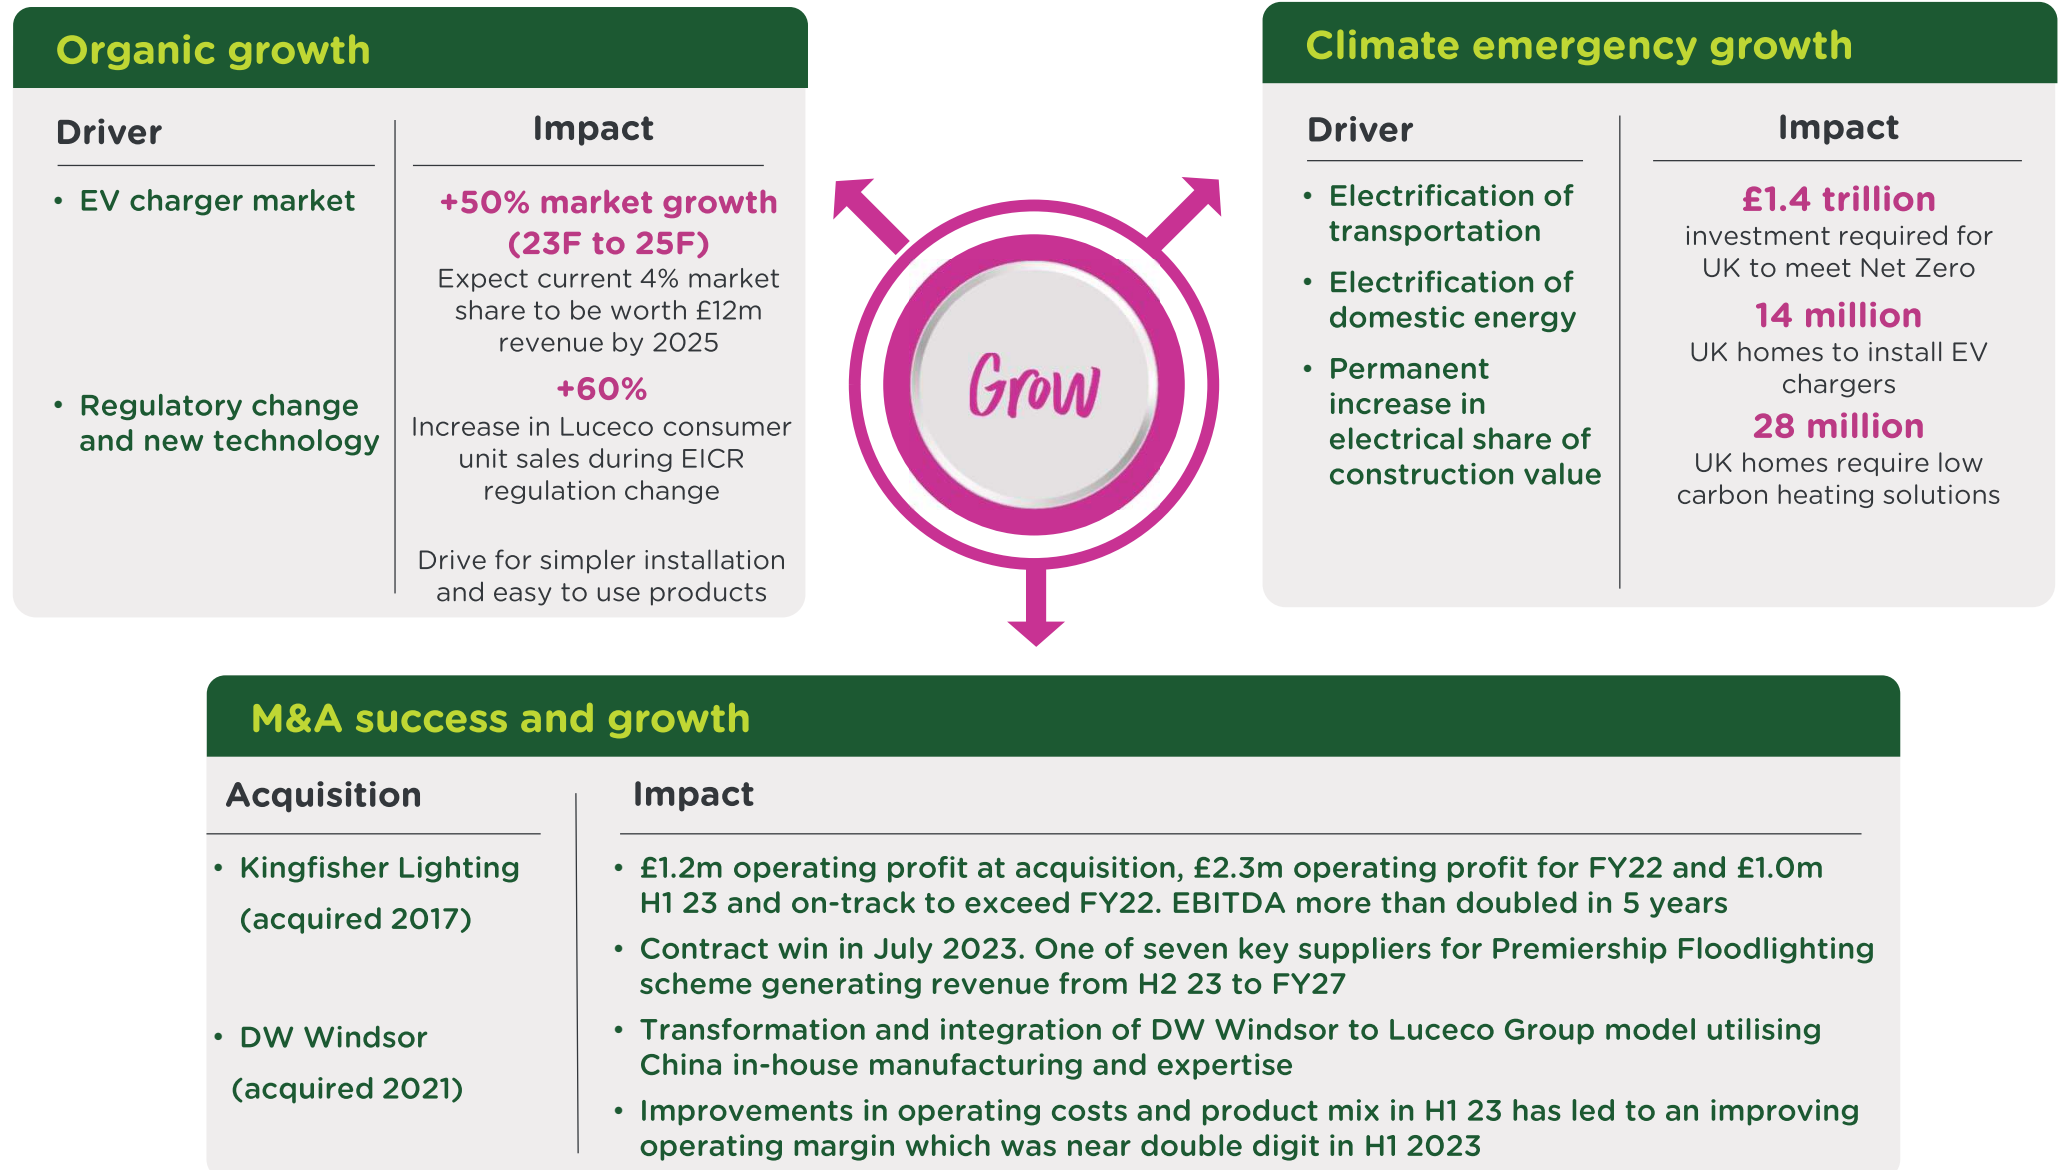 Organic growth
Driver
Impact
• EV charger market
+50% market growth
(23F to 25F)
Expect current 4% market
share to be worth £12m
revenue by 2025
• Regulatory change
and new technology
+60%
Increase in Luceco consumer
unit sales during EICR
regulation change
Drive for simpler installation
and easy to use products
Grow
Climate emergency growth
Driver
Impact
• Electrification of
transportation
• Electrification of
domestic energy
• Permanent
increase in
electrical share of
construction value
£1.4 trillion
investment required for
UK to meet Net Zero
14 million
UK homes to install EV
chargers
28 million
UK homes require low
carbon heating solutions
M&A success and growth
Acquisition
Impact
• Kingfisher Lighting
(acquired 2017)
• £1.2m operating profit at acquisition, £2.3m operating profit for FY22 and £1.0m
H1 23 and on-track to exceed FY22. EBITDA more than doubled in 5 years
• Contract win in July 2023. One of seven key suppliers for Premiership Floodlighting
scheme generating revenue from H2 23 to FY27
• DW Windsor
(acquired 2021)
• Transformation and integration of DW Windsor to Luceco Group model utilising
China in-house manufacturing and expertise
• Improvements in operating costs and product mix in H1 23 has led to an improving
operating margin which was near double digit in H1 2023